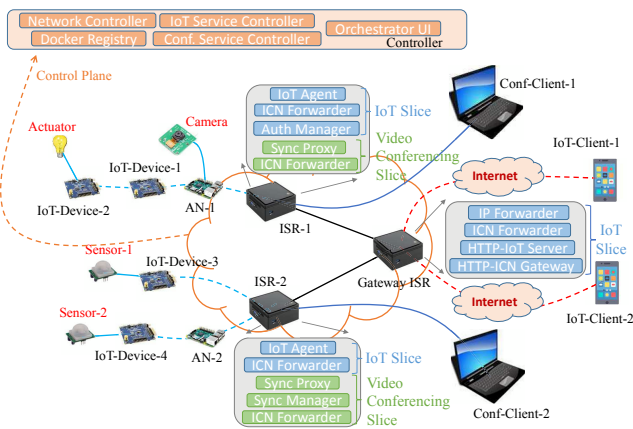 Network Controller
IoT Service Controller
Docker Registry
Conf. Service Controller
Orchestrator UI
Controller
Control Plane
IoT Agent
ICN Forwarder
Auth Manager
IoT Slice
Sync Proxy
ICN Forwarder
Video
Conferencing
Slice
Conf-Client-1
IoT-Client-1
Actuator
Camera
IoT-Device-1
IoT-Device-2
AN-1
ISR-1
Internet
Sensor-1
IoT-Device-3
ISR-2
Gateway ISR
IP Forwarder
ICN Forwarder
HTTP-IoT Server
HTTP-ICN Gateway
IoT
Slice
Sensor-2
IoT-Device-4
AN-2
Internet
IoT-Client-2
IoT Agent
ICN Forwarder
IoT Slice
Sync Proxy
Sync Manager
ICN Forwarder
Video
Conferencing
Slice
Conf-Client-2